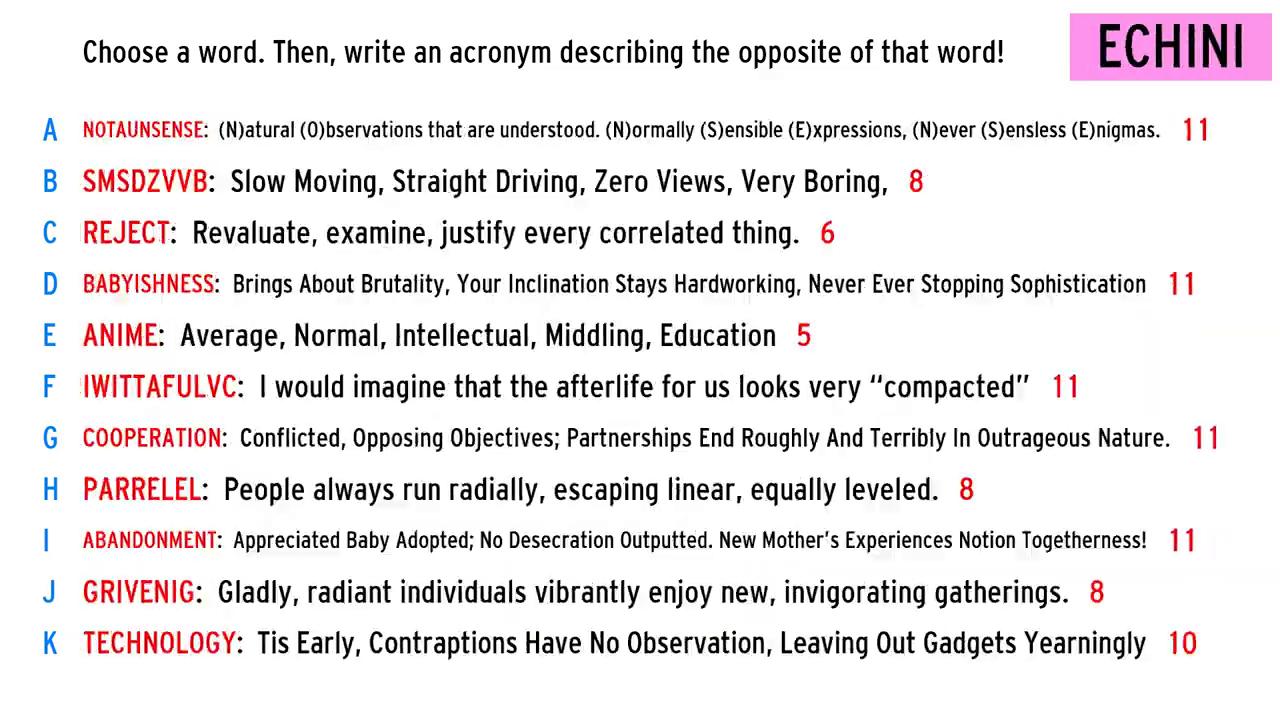 Choose a word. Then, write an acronym describing the opposite of that word!
ECHINI
A NOTAUNSENSE: (N)atural (O)bservations that are understood. (N)ormally (S)ensible (E)xpressions, (N)ever (S)ensless (E)nigmas. 11
B SMSDZVVB: Slow Moving, Straight Driving, Zero Views, Very Boring, 8
C REJECT: Revaluate, examine, justify every correlated thing. 6
D BABYISHNESS: Brings About Brutality, Your Inclination Stays Hardworking, Never Ever Stopping Sophistication 11
E ANIME: Average, Normal, Intellectual, Middling, Education 5
F IWITTAFULVC: I would imagine that the afterlife for us looks very “compacted” 11
G COOPERATION: Conflicted, Opposing Objectives; Partnerships End Roughly And Terribly In Outrageous Nature. 11
H PARRELEL: People always run radially, escaping linear, equally leveled. 8
I ABANDONMENT: Appreciated Baby Adopted; No Desecration Outputted. New Mother’s Experiences Notion Togetherness! 11
J GRIVENIG: Gladly, radiant individuals vibrantly enjoy new, invigorating gatherings. 8
K TECHNOLOGY: Tis Early, Contraptions Have No Observation, Leaving Out Gadgets Yearningly 10